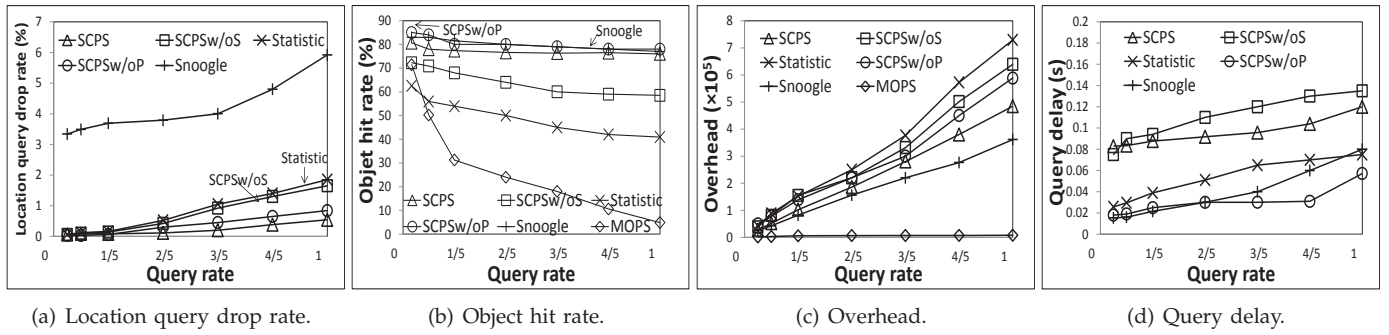 Location query drop rate (%)
7
6
5
4
3
2
1
0
SCPS
SCPSw/oS
Statistic
SCPSw/oP
Snoogle
Statistic
SCPSw/oS
0
1/5
2/5
3/5
4/5
1
Query rate
(a) Location query drop rate.
Objet hit rate (%)
90
80
70
60
50
40
30
20
10
0
SCPSw/oP
Snoogle
SCPS
SCPSw/oS
Statistic
SCPSw/oP
Snoogle
MOPS
0
1/5
2/5
3/5
4/5
1
Query rate
(b) Object hit rate.
Overhead (×10⁵)
8
7
6
5
4
3
2
1
0
SCPS
SCPSw/oS
Statistic
SCPSw/oP
Snoogle
MOPS
0
1/5
2/5
3/5
4/5
1
Query rate
(c) Overhead.
Query delay (s)
0.2
0.18
0.16
0.14
0.12
0.1
0.08
0.06
0.04
0.02
0
SCPS
SCPSw/oS
Statistic
SCPSw/oP
Snoogle
0
1/5
2/5
3/5
4/5
1
Query rate
(d) Query delay.